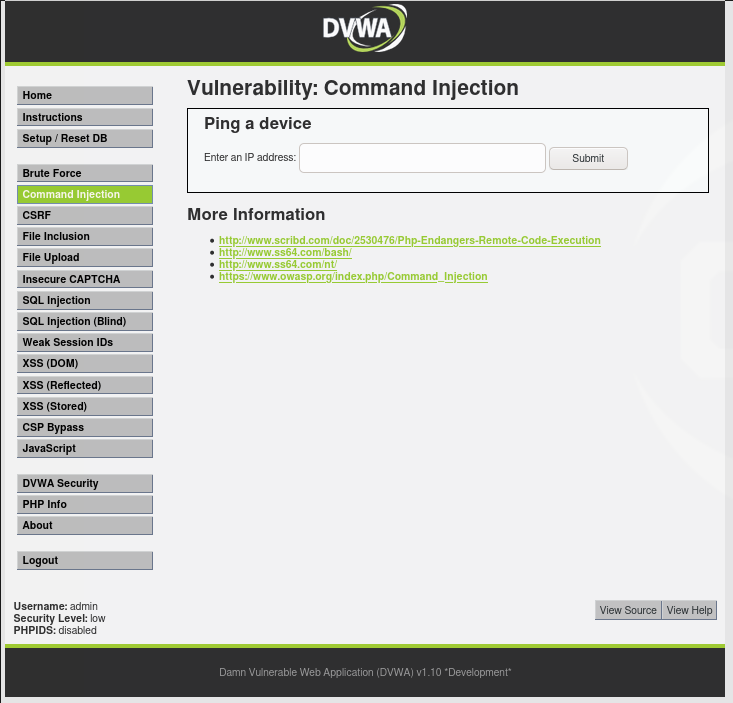 DVWA
Home
Instructions
Setup / Reset DB
Brute Force
Command Injection
CSRF
File Inclusion
File Upload
Insecure CAPTCHA
SQL Injection
SQL Injection (Blind)
Weak Session IDs
XSS (DOM)
XSS (Reflected)
XSS (Stored)
CSP Bypass
JavaScript
DVWA Security
PHP Info
About
Logout
Vulnerability: Command Injection
Ping a device
Enter an IP address: Submit
More Information
http://www.scribd.com/doc/2530476/Php-Endangers-Remote-Code-Execution
http://www.ss64.com/bash/
http://www.ss64.com/nt/
https://www.owasp.org/index.php/Command_Injection
Username: admin
Security Level: low
PHPIDS: disabled
View Source View Help
Damn Vulnerable Web Application (DVWA) v1.10 *Development*